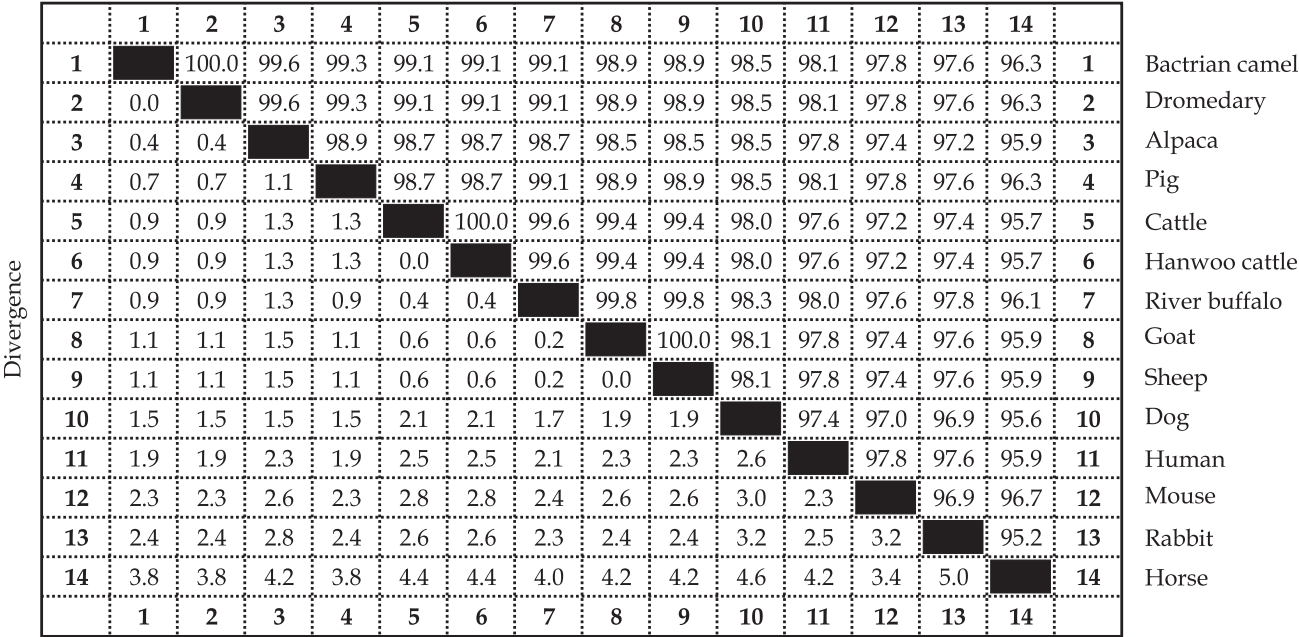 1 2 3 4 5 6 7 8 9 10 11 12 13 14
1 100.0 99.6 99.3 99.1 99.1 99.1 98.9 98.9 98.5 98.1 97.8 97.6 96.3 1 Bactrian camel
2 0.0 99.6 99.3 99.1 99.1 99.1 98.9 98.9 98.5 98.1 97.8 97.6 96.3 2 Dromedary
3 0.4 0.4 98.9 98.7 98.7 98.7 98.5 98.5 98.5 97.8 97.4 97.2 95.9 3 Alpaca
4 0.7 0.7 1.1 98.7 98.7 99.1 98.9 98.9 98.5 98.1 97.8 97.6 96.3 4 Pig
5 0.9 0.9 1.3 1.3 100.0 99.6 99.4 99.4 98.0 97.6 97.2 97.4 95.7 5 Cattle
6 0.9 0.9 1.3 1.3 0.0 99.6 99.4 99.4 98.0 97.6 97.2 97.4 95.7 6 Hanwoo cattle
7 0.9 0.9 1.3 0.9 0.4 0.4 99.8 99.8 98.3 98.0 97.6 97.8 96.1 7 River buffalo
8 1.1 1.1 1.5 1.1 0.6 0.6 0.2 100.0 98.1 97.8 97.4 97.6 95.9 8 Goat
9 1.1 1.1 1.5 1.1 0.6 0.6 0.2 0.0 98.1 97.8 97.4 97.6 95.9 9 Sheep
10 1.5 1.5 1.5 1.5 2.1 2.1 1.7 1.9 1.9 97.4 97.0 96.9 95.6 10 Dog
11 1.9 1.9 2.3 1.9 2.5 2.5 2.1 2.3 2.3 2.6 97.8 97.6 95.9 11 Human
12 2.3 2.3 2.6 2.3 2.8 2.8 2.4 2.6 2.6 3.0 2.3 96.9 96.7 12 Mouse
13 2.4 2.4 2.8 2.4 2.6 2.6 2.3 2.4 2.4 3.2 2.5 3.2 95.2 13 Rabbit
14 3.8 3.8 4.2 3.8 4.4 4.4 4.0 4.2 4.2 4.6 4.2 3.4 5.0 14 Horse
1 2 3 4 5 6 7 8 9 10 11 12 13 14
Divergence